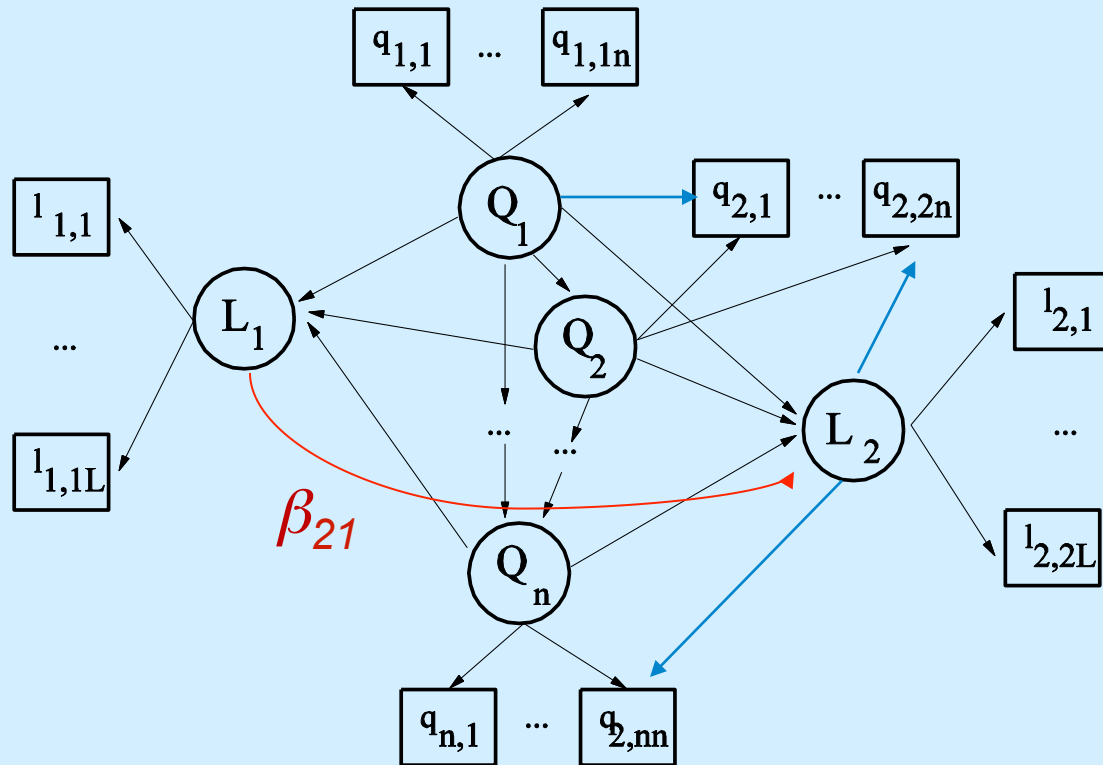 q1,1 ... q1,1n
l1,1
Q1
q2,1 ... q2,2n
L1
Q2
l2,1
...
...
...
L2
...
l1,1L
β21
Qn
l2,2L
qn,1 ... q2,nn